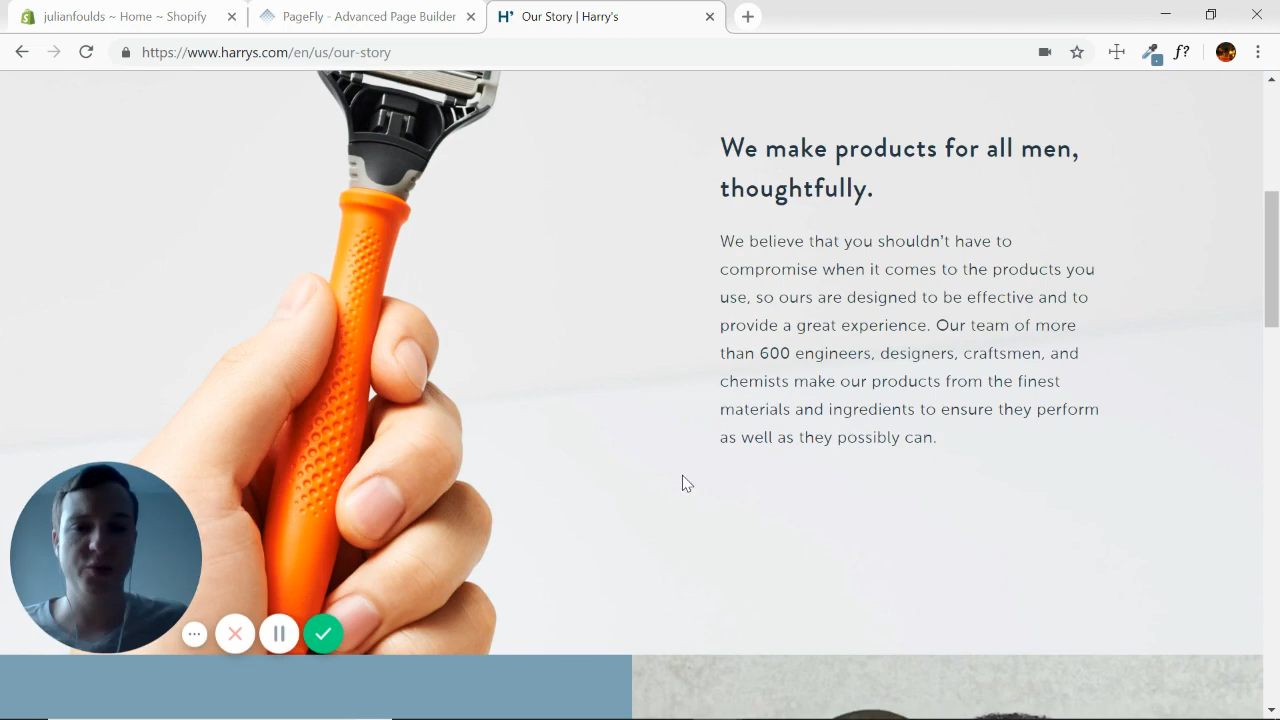 julianfoulds ~ Home ~ Shopify
PageFly - Advanced Page Builder
H' Our Story | Harry's
https://www.harrys.com/en/us/our-story
f?
We make products for all men,
thoughtfully.
We believe that you shouldn't have to
compromise when it comes to the products you
use, so ours are designed to be effective and to
provide a great experience. Our team of more
than 600 engineers, designers, craftsmen, and
chemists make our products from the finest
materials and ingredients to ensure they perform
as well as they possibly can.